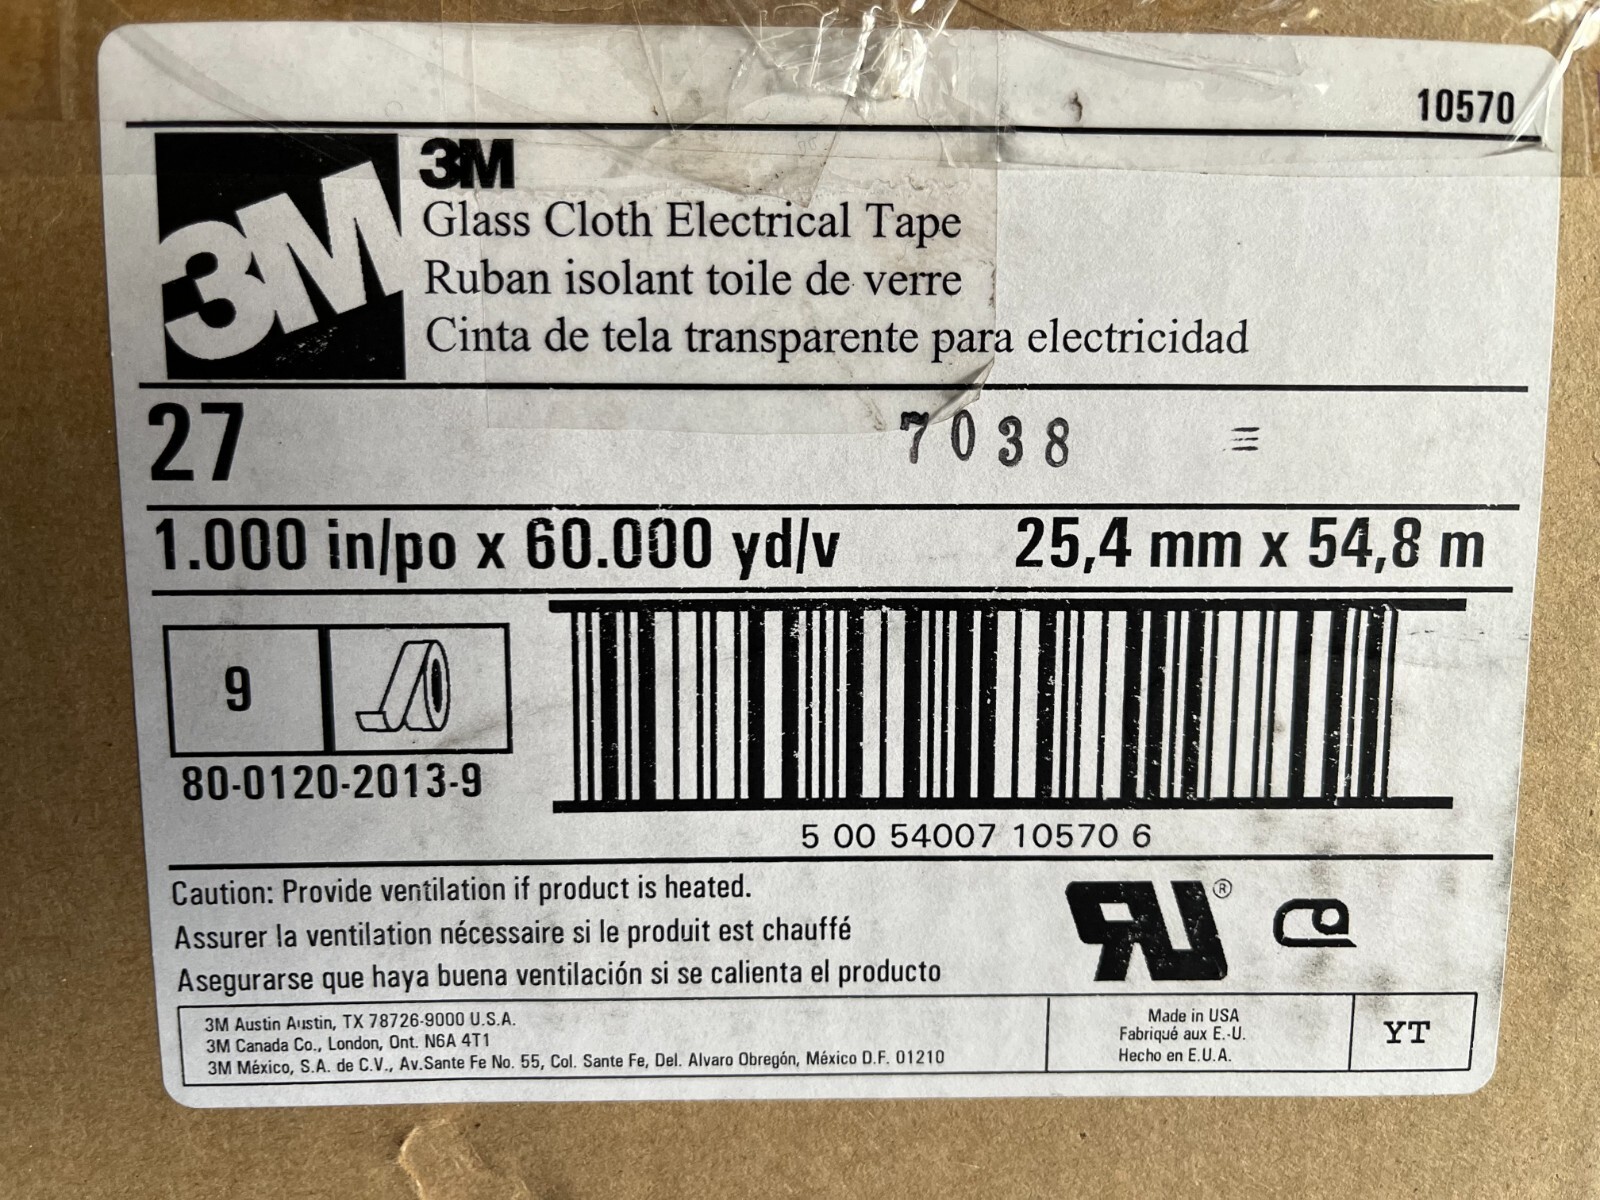 10570
3M
3M
Glass Cloth Electrical Tape
Ruban isolant toile de verre
Cinta de tela transparente para electricidad
27
7038
1.000 in/po x 60.000 yd/v 25,4 mm x 54,8 m
9
80-0120-2013-9
5 00 54007 10570 6
Caution: Provide ventilation if product is heated.
Assurer la ventilation nécessaire si le produit est chauffé
Asegurarse que haya buena ventilación si se calienta el producto
RU®
3M Austin Austin, TX 78726-9000 U.S.A.
3M Canada Co., London, Ont. N6A 4T1
3M México, S.A. de C.V., Av.Sante Fe No. 55, Col. Sante Fe, Del. Alvaro Obregón, México D.F. 01210
Made in USA
Fabriqué aux E.-U.
Hecho en E.U.A.
YT